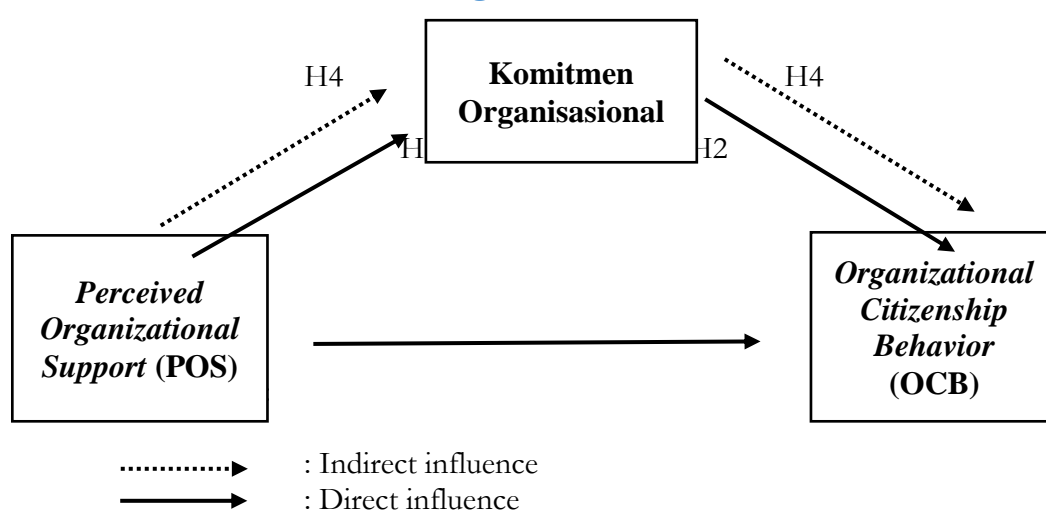 H4
Komitmen
Organisasional
H4
H
H2
Perceived
Organizational
Support (POS)
Organizational
Citizenship
Behavior
(OCB)
: Indirect influence
: Direct influence